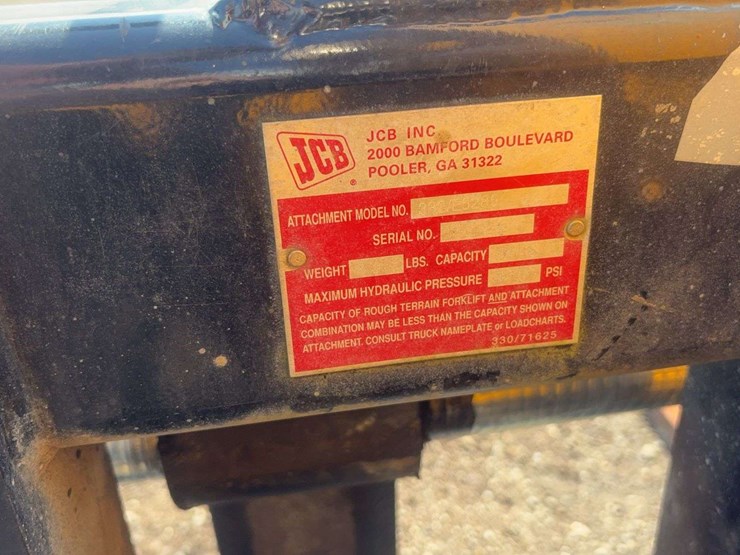 JCB
JCB INC
2000 BAMFORD BOULEVARD
POOLER, GA 31322
ATTACHMENT MODEL NO.
SERIAL NO.
WEIGHT LBS. CAPACITY
MAXIMUM HYDRAULIC PRESSURE PSI
CAPACITY OF ROUGH TERRAIN FORKLIFT AND ATTACHMENT
COMBINATION MAY BE LESS THAN THE CAPACITY SHOWN ON
ATTACHMENT. CONSULT TRUCK NAMEPLATE or LOADCHARTS.
330/71625